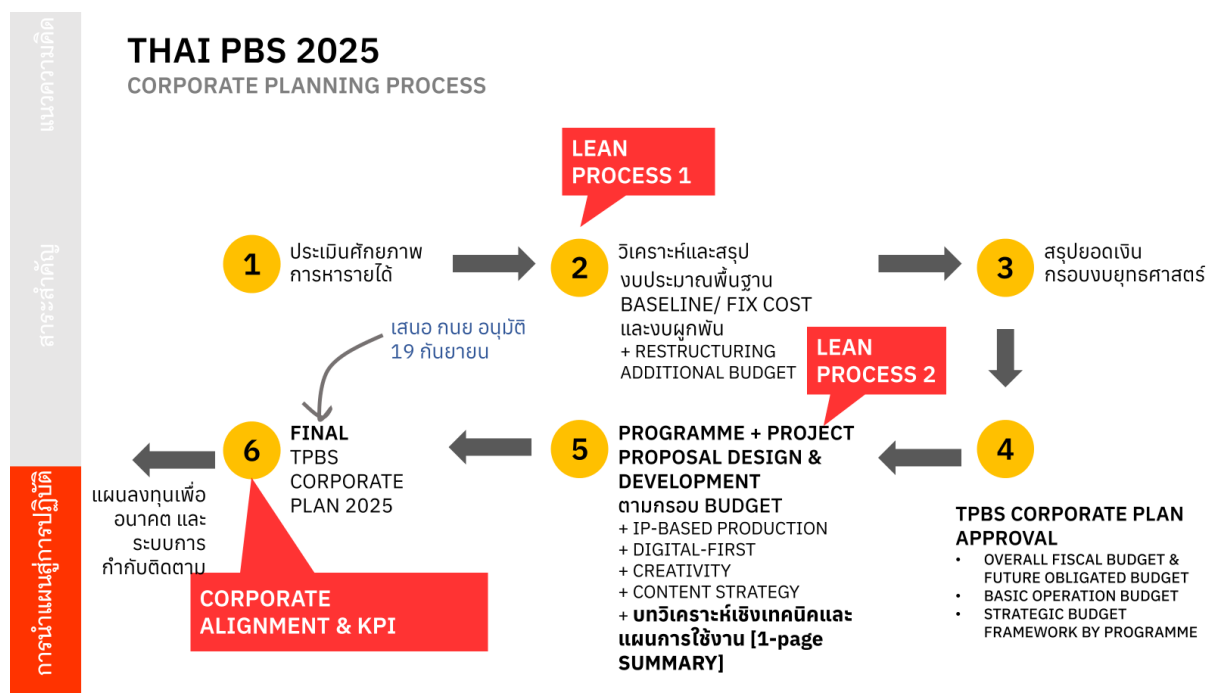 แนวความคิด
สาระสำคัญ
การนำแผนสู่การปฏิบัติ
THAI PBS 2025
CORPORATE PLANNING PROCESS
LEAN
PROCESS 1
1
ประเมินศักยภาพ
การหารายได้
2
วิเคราะห์และสรุป
งบประมาณพื้นฐาน
BASELINE/ FIX COST
และงบผูกพัน
+ RESTRUCTURING
ADDITIONAL BUDGET
3
สรุปยอดเงิน
กรอบงบยุทธศาสตร์
เสนอ กนย อนุมัติ
19 กันยายน
LEAN
PROCESS 2
4
TPBS CORPORATE PLAN
APPROVAL
• OVERALL FISCAL BUDGET &
FUTURE OBLIGATED BUDGET
• BASIC OPERATION BUDGET
• STRATEGIC BUDGET
FRAMEWORK BY PROGRAMME
5
PROGRAMME + PROJECT
PROPOSAL DESIGN &
DEVELOPMENT
ตามกรอบ BUDGET
+ IP-BASED PRODUCTION
+ DIGITAL-FIRST
+ CREATIVITY
+ CONTENT STRATEGY
+ บทวิเคราะห์เชิงเทคนิคและ
แผนการใช้งาน [1-page
SUMMARY]
6
FINAL
TPBS
CORPORATE
PLAN 2025
CORPORATE
ALIGNMENT & KPI
แผนลงทุนเพื่อ
อนาคต และ
ระบบการ
กำกับติดตาม